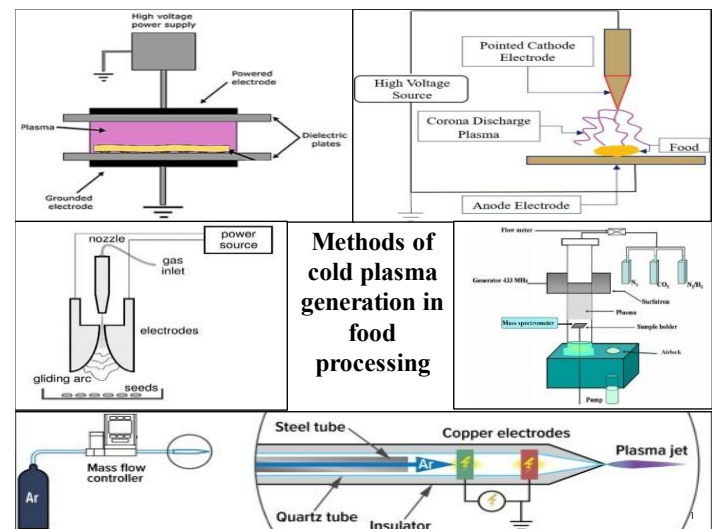 High voltage
power supply
Powered
electrode
Plasma
Dielectric
plates
Grounded
electrode
Pointed Cathode
Electrode
High Voltage
Source
Corona Discharge
Plasma
Food
Anode Electrode
nozzle
gas
inlet
power
source
electrodes
gliding arc
seeds
Methods of
cold plasma
generation in
food
processing
Flow meter
N₂
CO₂
N₂/H₂
Generator 433 MHz
Surfatron
Plasma
Mass spectrometer
Sample holder
Airlock
Pump
Mass flow
controller
Ar
Steel tube
Copper electrodes
Ar
Plasma jet
Quartz tube
Insulator
1